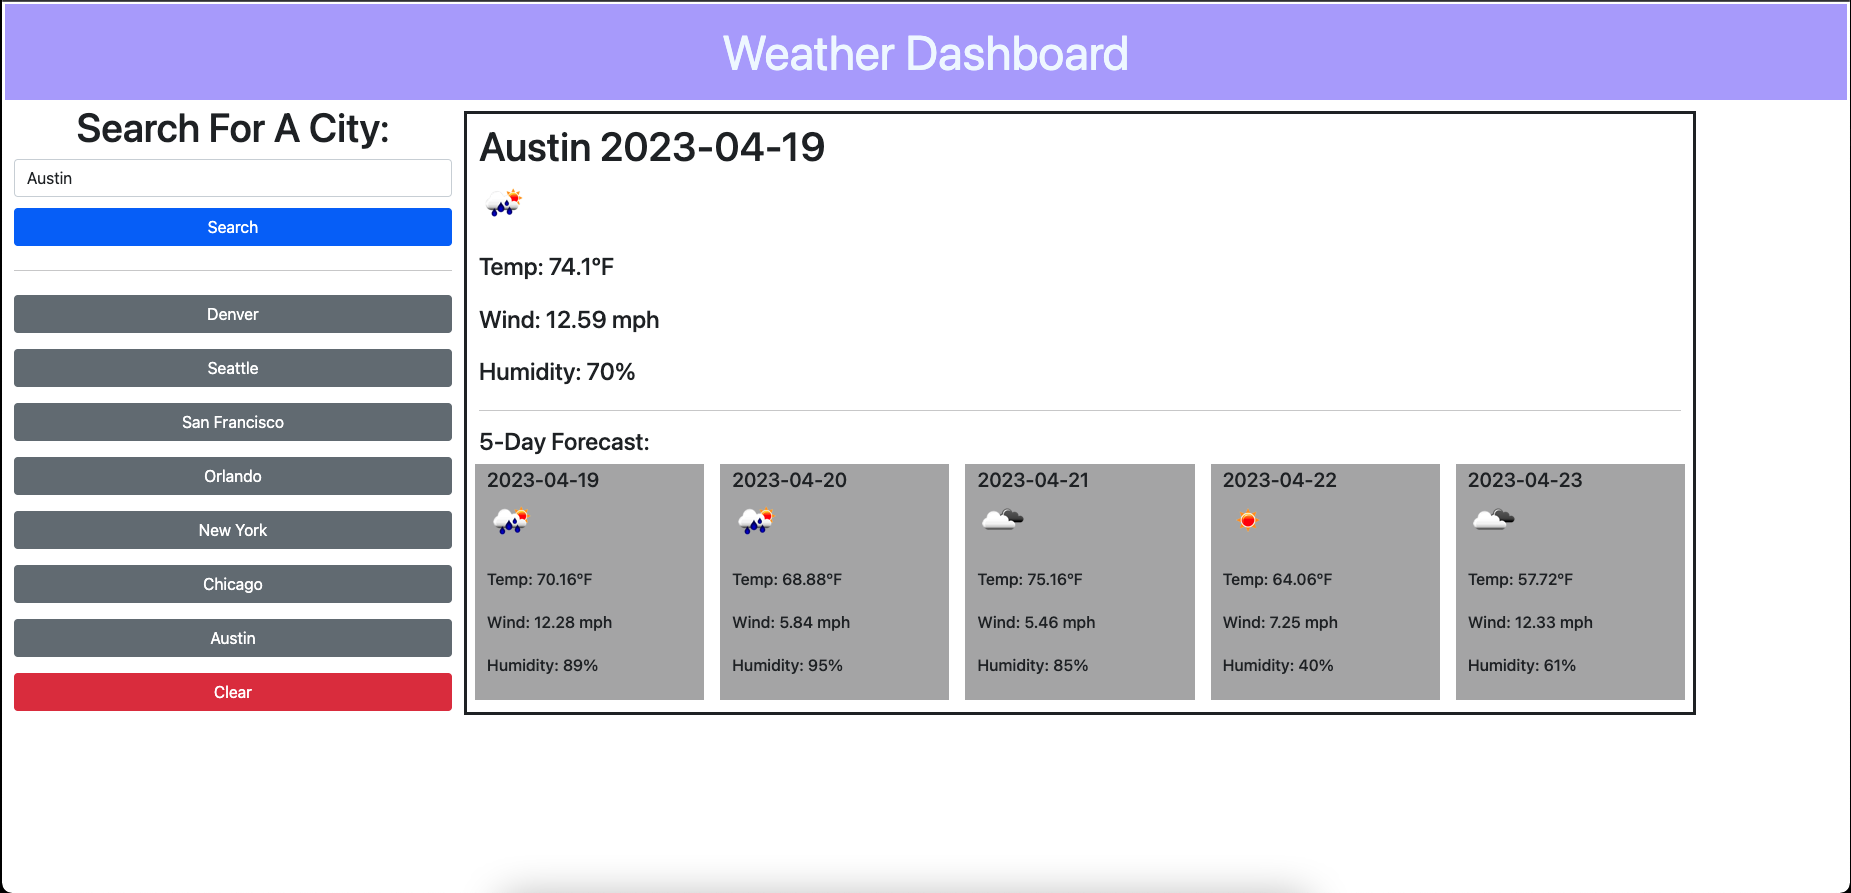 Weather Dashboard
Search For A City:
Austin
Search
Denver
Seattle
San Francisco
Orlando
New York
Chicago
Austin
Clear
Austin 2023-04-19
Temp: 74.1°F
Wind: 12.59 mph
Humidity: 70%
5-Day Forecast:
2023-04-19
Temp: 70.16°F
Wind: 12.28 mph
Humidity: 89%
2023-04-20
Temp: 68.88°F
Wind: 5.84 mph
Humidity: 95%
2023-04-21
Temp: 75.16°F
Wind: 5.46 mph
Humidity: 85%
2023-04-22
Temp: 64.06°F
Wind: 7.25 mph
Humidity: 40%
2023-04-23
Temp: 57.72°F
Wind: 12.33 mph
Humidity: 61%